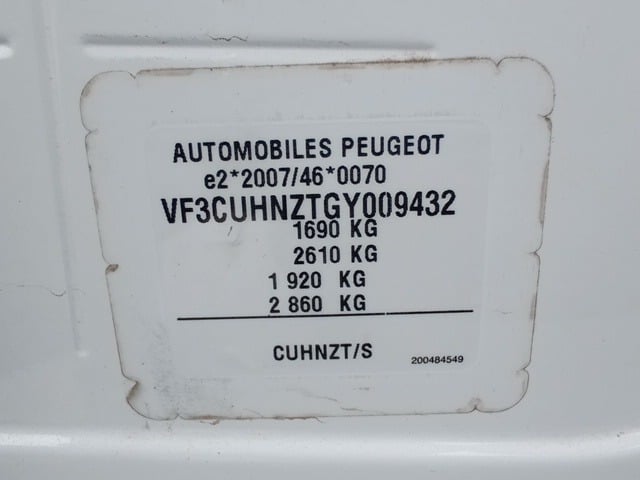 AUTOMOBILES PEUGEOT
e2*2007/46*0070
VF3CUHNZTGY009432
1690 KG
2610 KG
1 920 KG
2 860 KG
CUHNZT/S
200484549